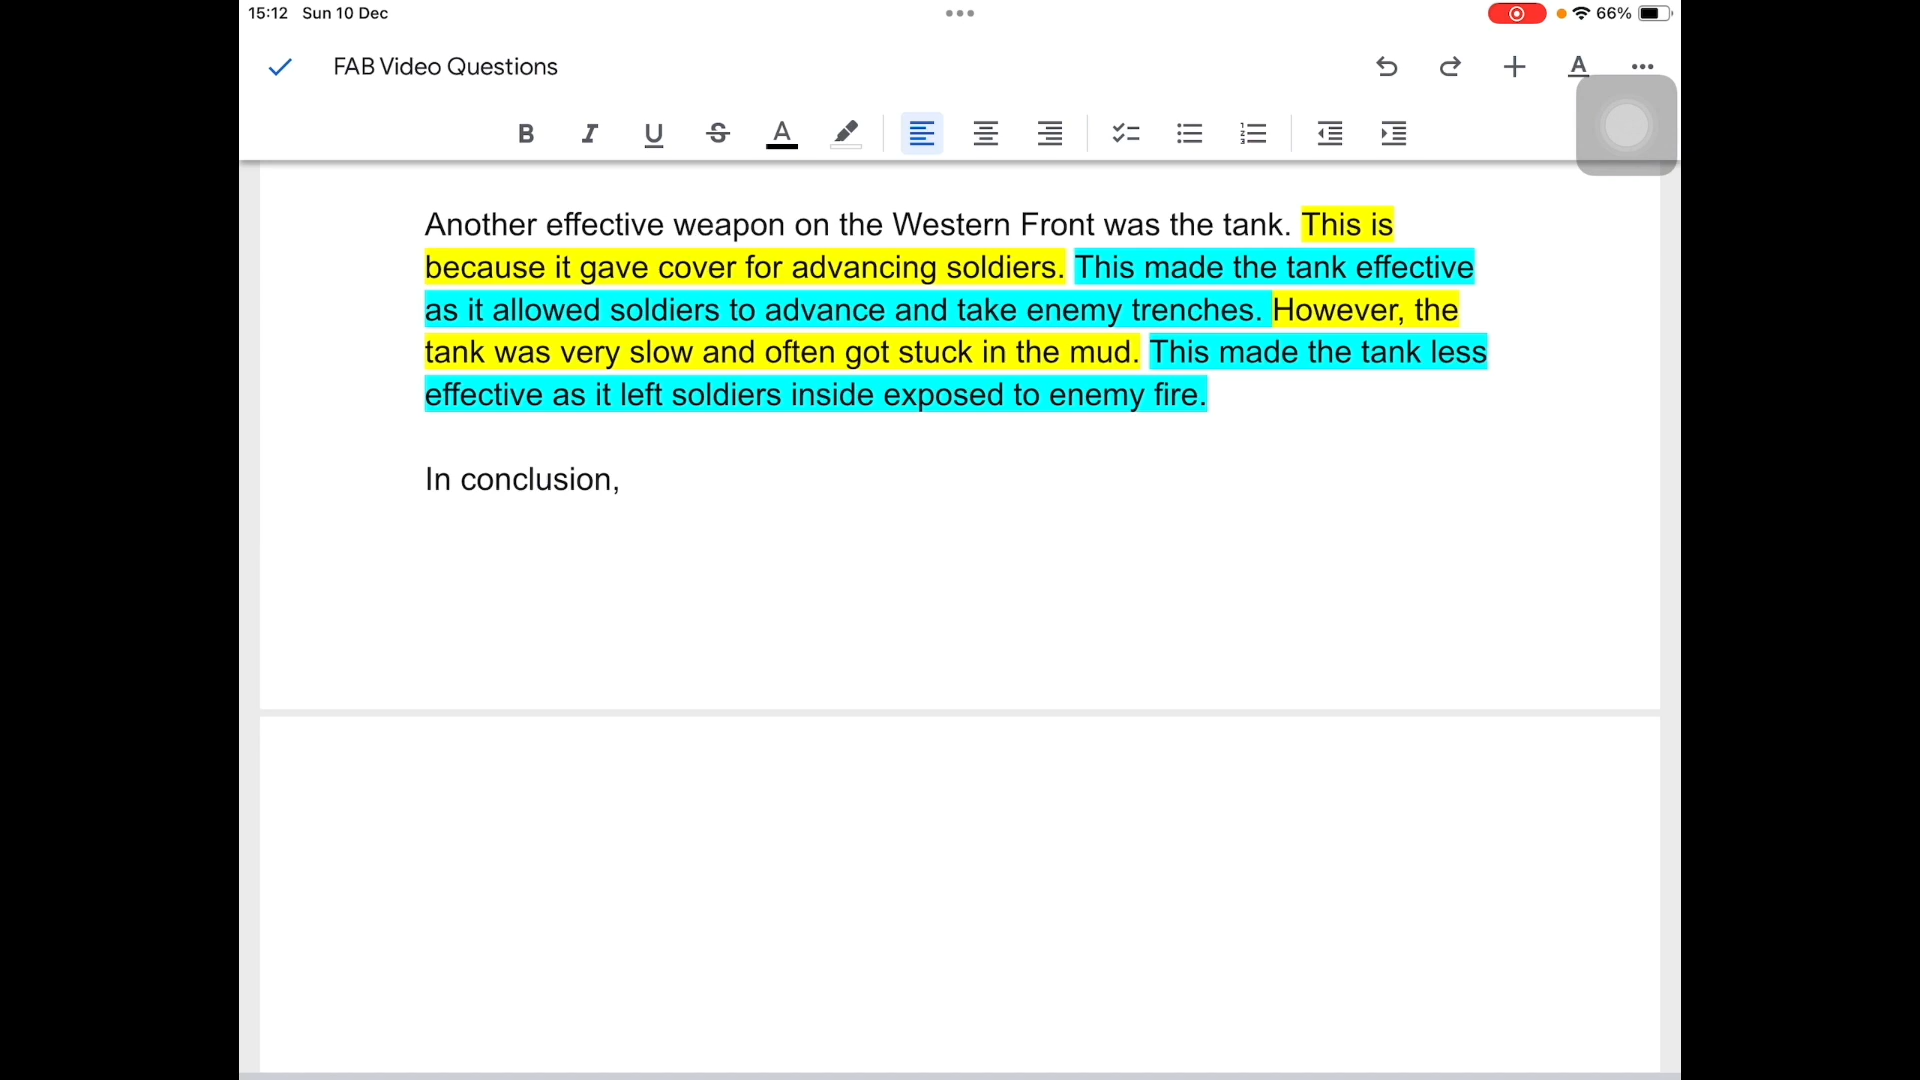 15:12 Sun 10 Dec
66%
FAB Video Questions
Another effective weapon on the Western Front was the tank. This is
because it gave cover for advancing soldiers. This made the tank effective
as it allowed soldiers to advance and take enemy trenches. However, the
tank was very slow and often got stuck in the mud. This made the tank less
effective as it left soldiers inside exposed to enemy fire.
In conclusion,